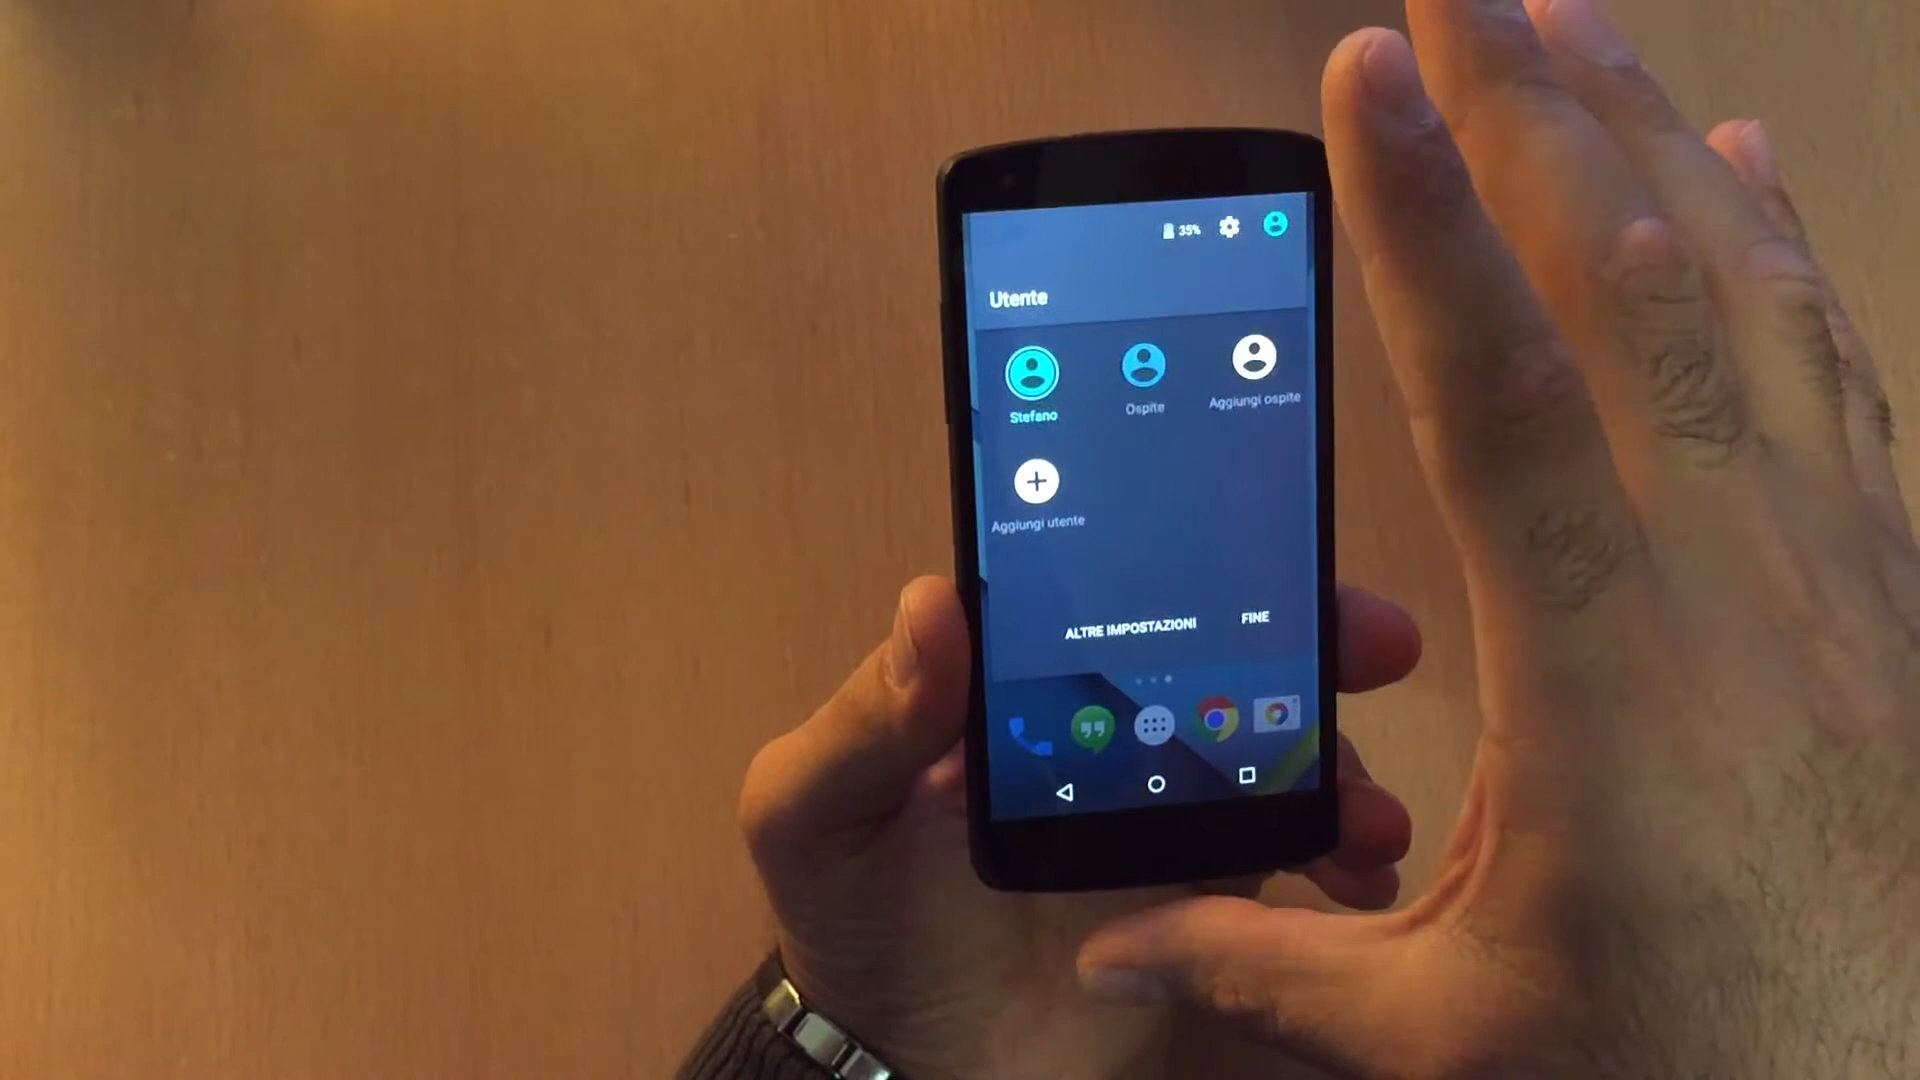 35%
Utente
Stefano
Ospite
Aggiungi ospite
Aggiungi utente
ALTRE IMPOSTAZIONI
FINE